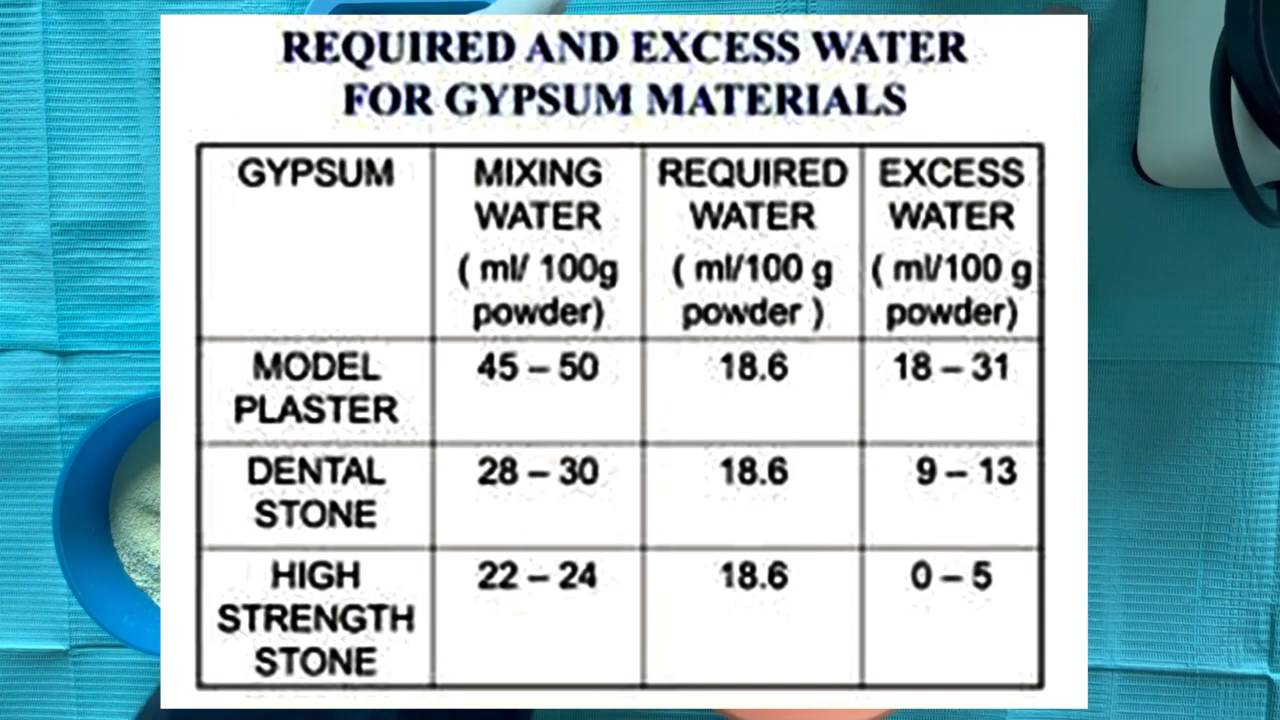 REQUIRED AND EXCESS WATER
FOR GYPSUM MATERIALS
GYPSUM
MIXING
WATER
( ml/ 100g
powder)
REQUIRED
WATER
( ml/100 g
powder )
EXCESS
WATER
( ml/100 g
powder)
MODEL
PLASTER
45 – 50
18.6
18 – 31
DENTAL
STONE
28 – 30
18.6
9 – 13
HIGH
STRENGTH
STONE
22 – 24
18.6
0 – 5